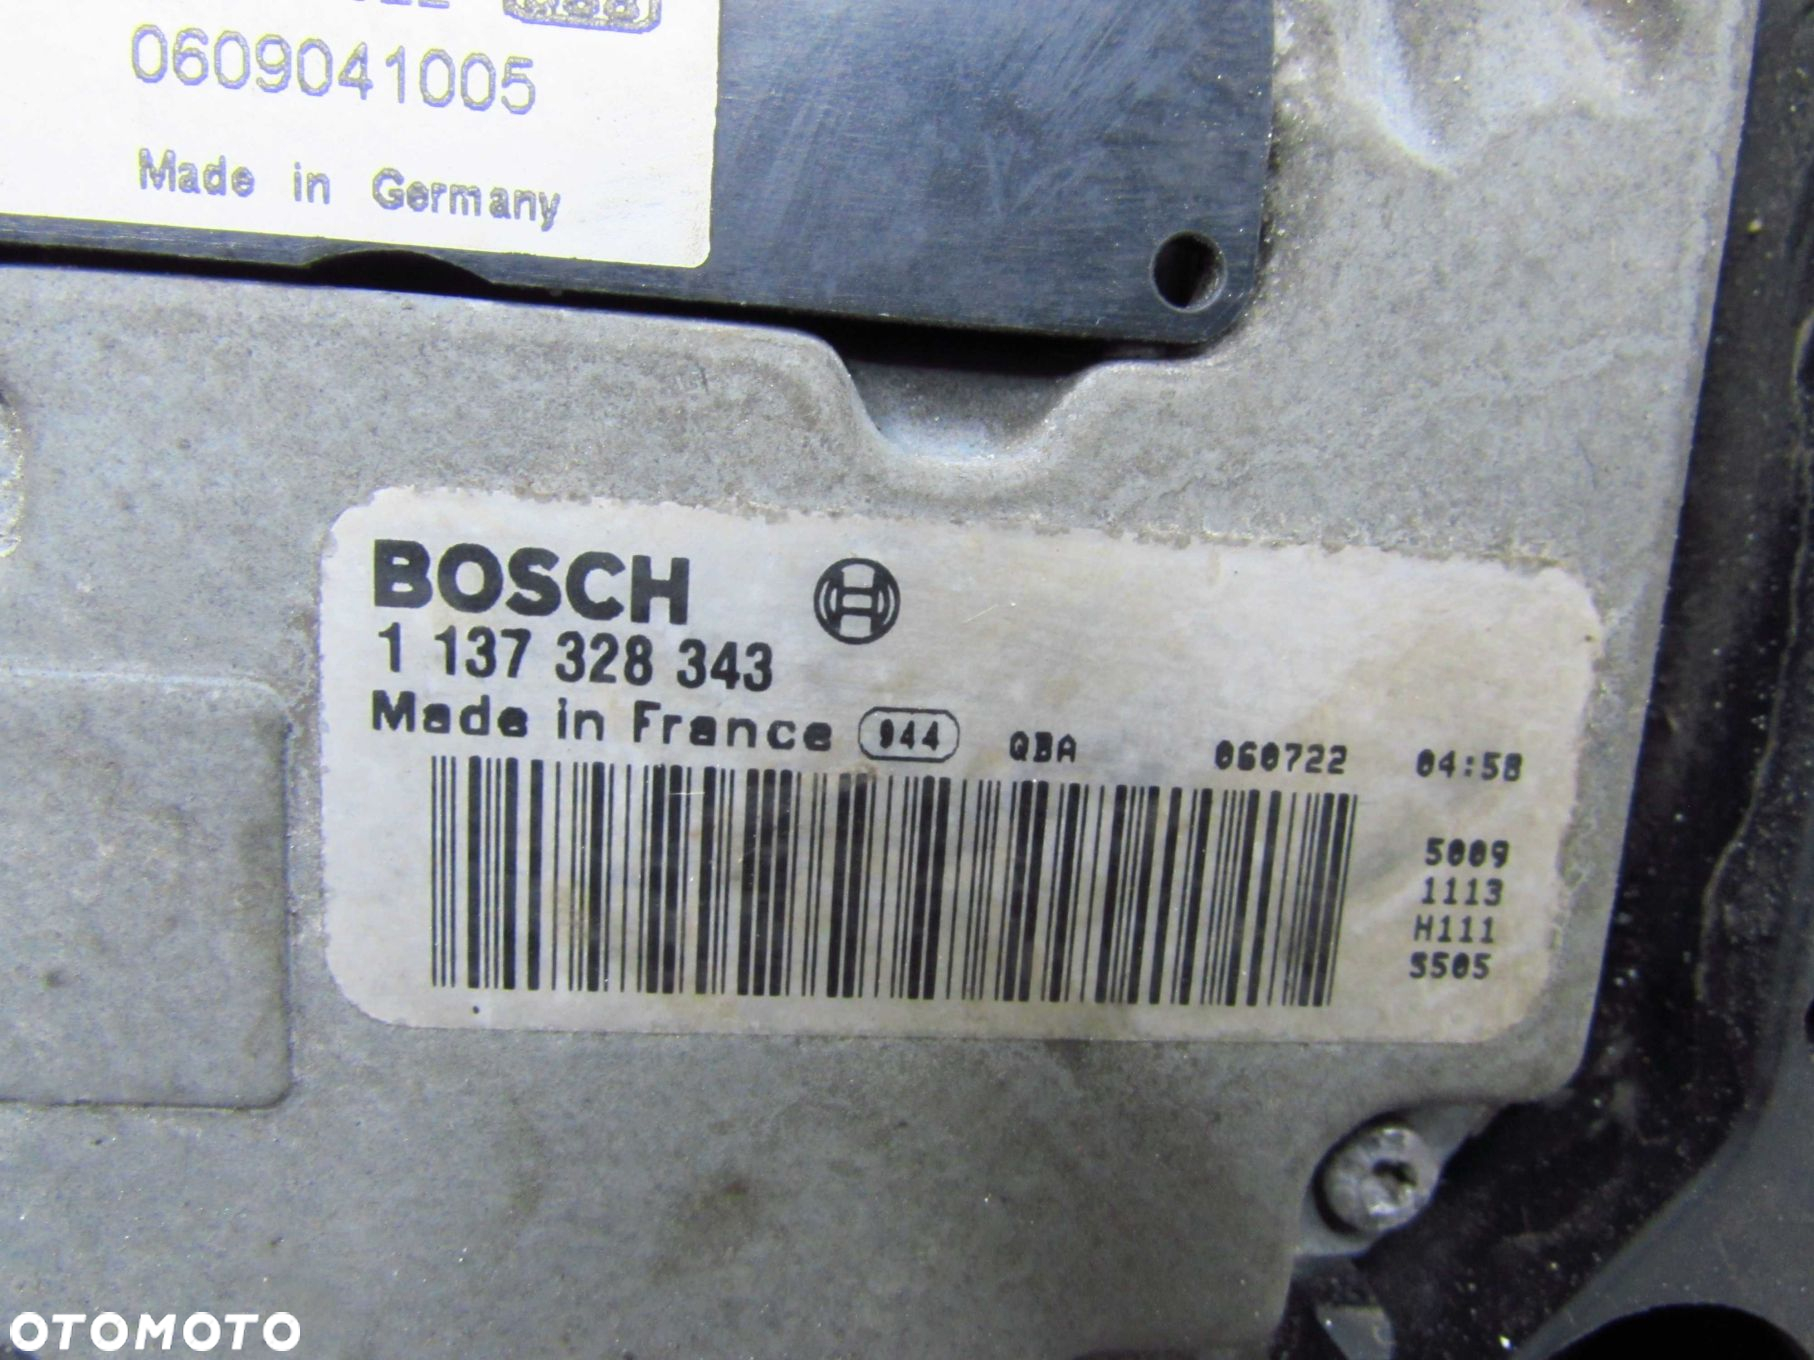 0609041005
Made in Germany
BOSCH
1 137 328 343
Made in France 944 QBA 060722 04:58
5009
1113
H111
5505
OTOMOTO